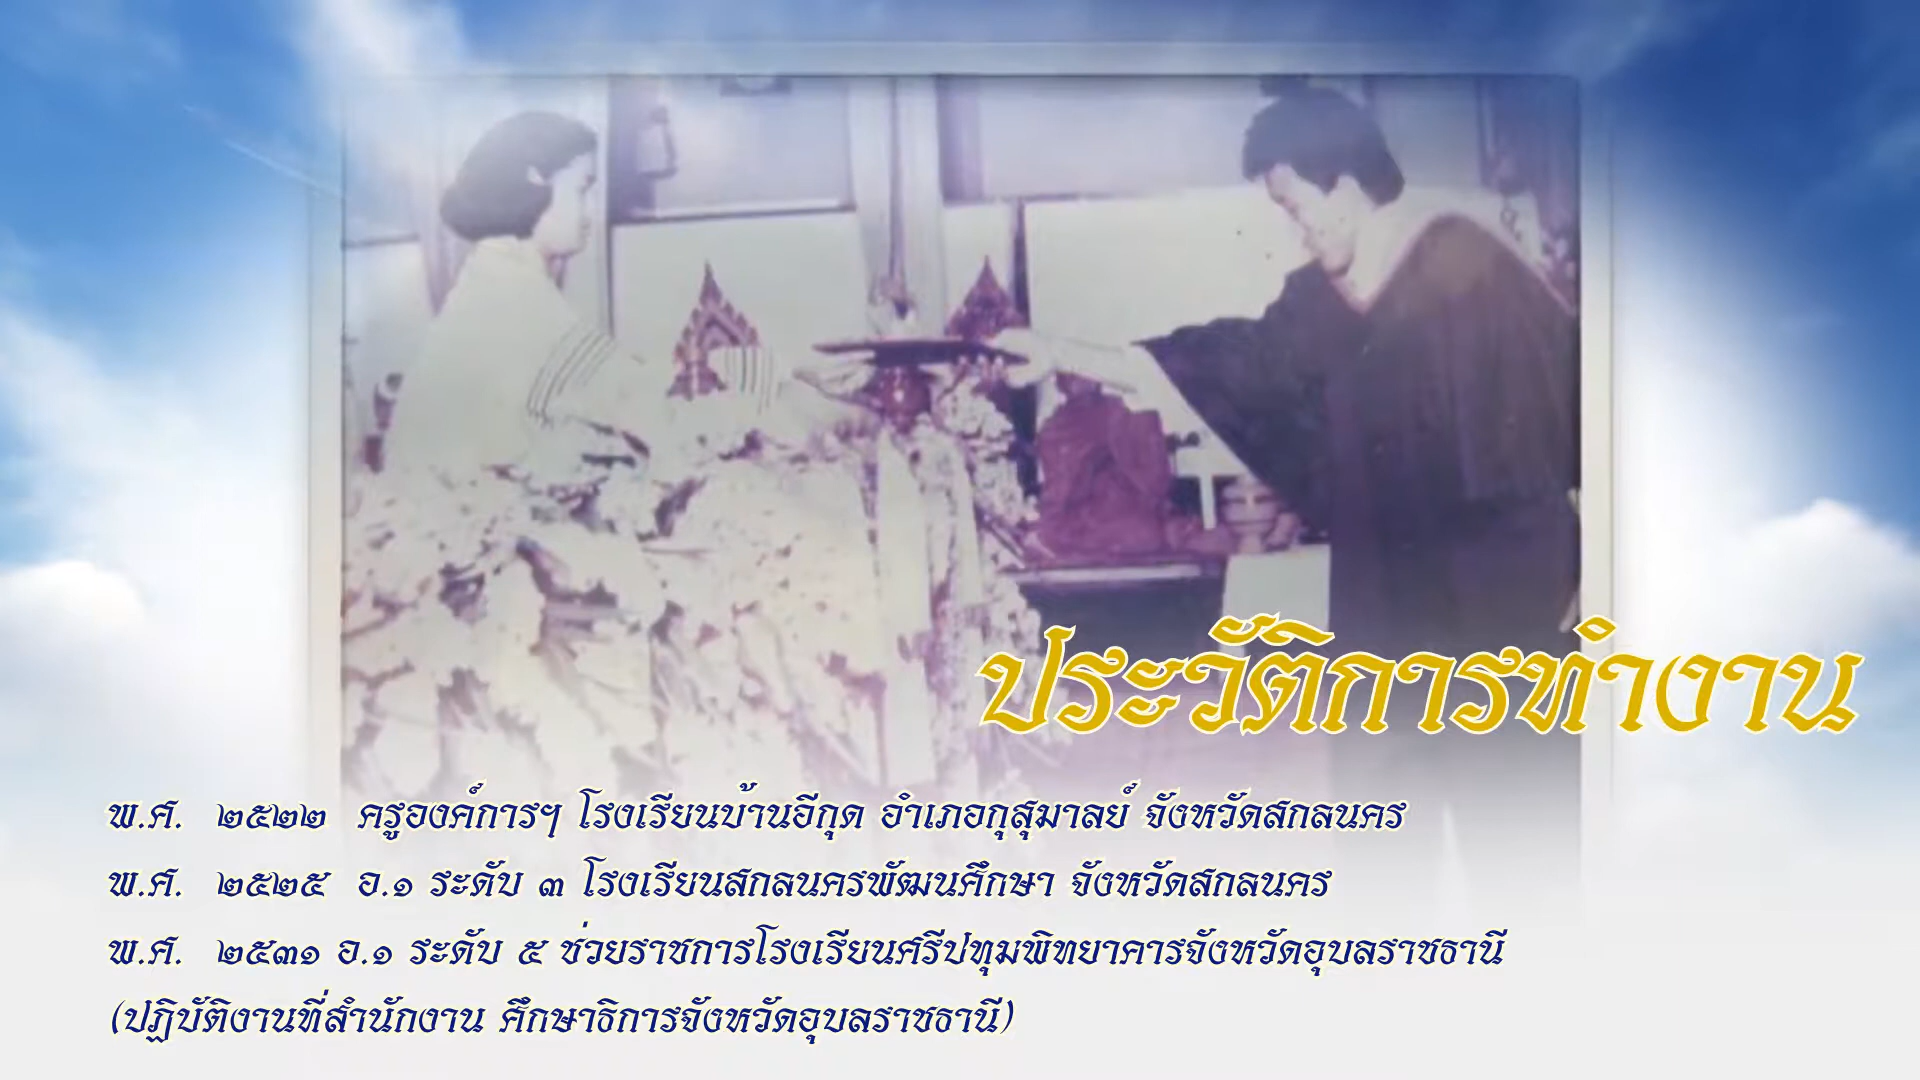 ประวัติการทำงาน
พ.ศ. ๒๕๒๒ ครูองค์การฯ โรงเรียนบ้านอีกุด อำเภอกุสุมาลย์ จังหวัดสกลนคร
พ.ศ. ๒๕๒๕ อ.๑ ระดับ ๓ โรงเรียนสกลนครพัฒนศึกษา จังหวัดสกลนคร
พ.ศ. ๒๕๓๑ อ.๑ ระดับ ๕ ช่วยราชการโรงเรียนศรีปทุมพิทยาคารจังหวัดอุบลราชธานี
(ปฏิบัติงานที่สำนักงาน ศึกษาธิการจังหวัดอุบลราชธานี)